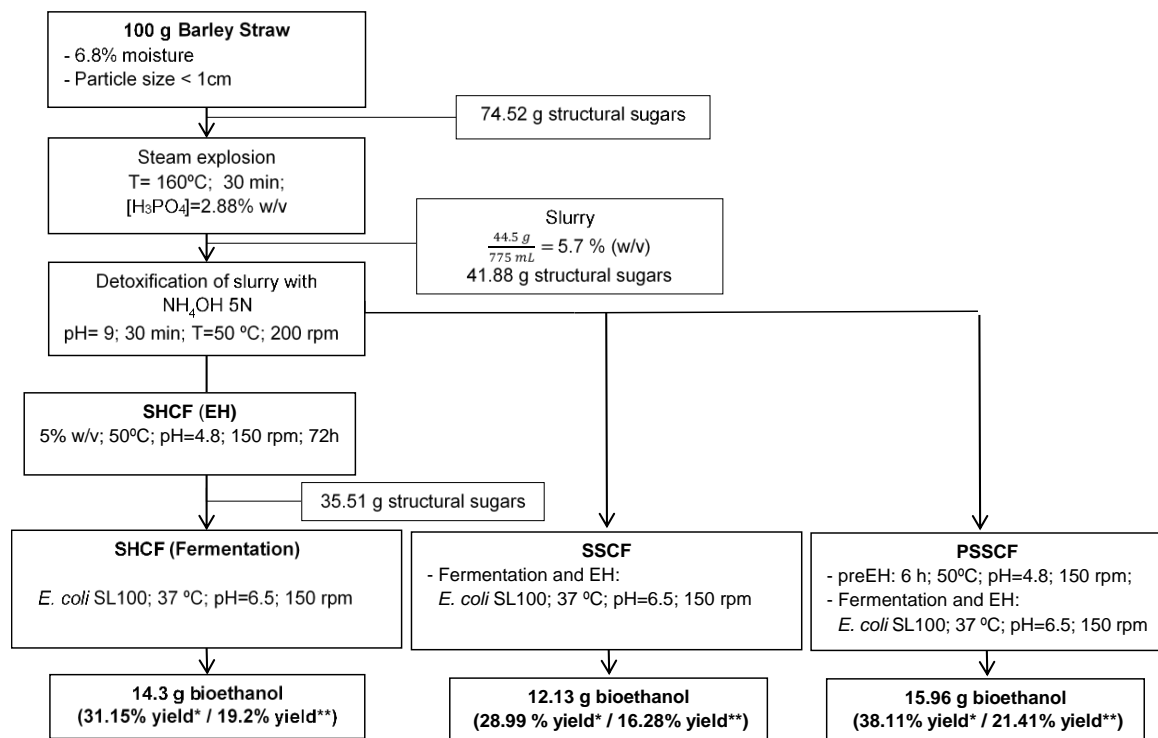 100 g Barley Straw
- 6.8% moisture
- Particle size < 1cm
74.52 g structural sugars
Steam explosion
T= 160ºC; 30 min;
[H₃PO₄]=2.88% w/v
Slurry
44.5 g
775 mL
= 5.7 % (w/v)
41.88 g structural sugars
Detoxification of slurry with
NH₄OH 5N
pH= 9; 30 min; T=50 ºC; 200 rpm
SHCF (EH)
5% w/v; 50ºC; pH=4.8; 150 rpm; 72h
35.51 g structural sugars
SHCF (Fermentation)
E. coli SL100; 37 ºC; pH=6.5; 150 rpm
SSCF
- Fermentation and EH:
E. coli SL100; 37 ºC; pH=6.5; 150 rpm
PSSCF
- preEH: 6 h; 50ºC; pH=4.8; 150 rpm;
- Fermentation and EH:
E. coli SL100; 37 ºC; pH=6.5; 150 rpm
14.3 g bioethanol
(31.15% yield* / 19.2% yield**)
12.13 g bioethanol
(28.99 % yield* / 16.28% yield**)
15.96 g bioethanol
(38.11% yield* / 21.41% yield**)